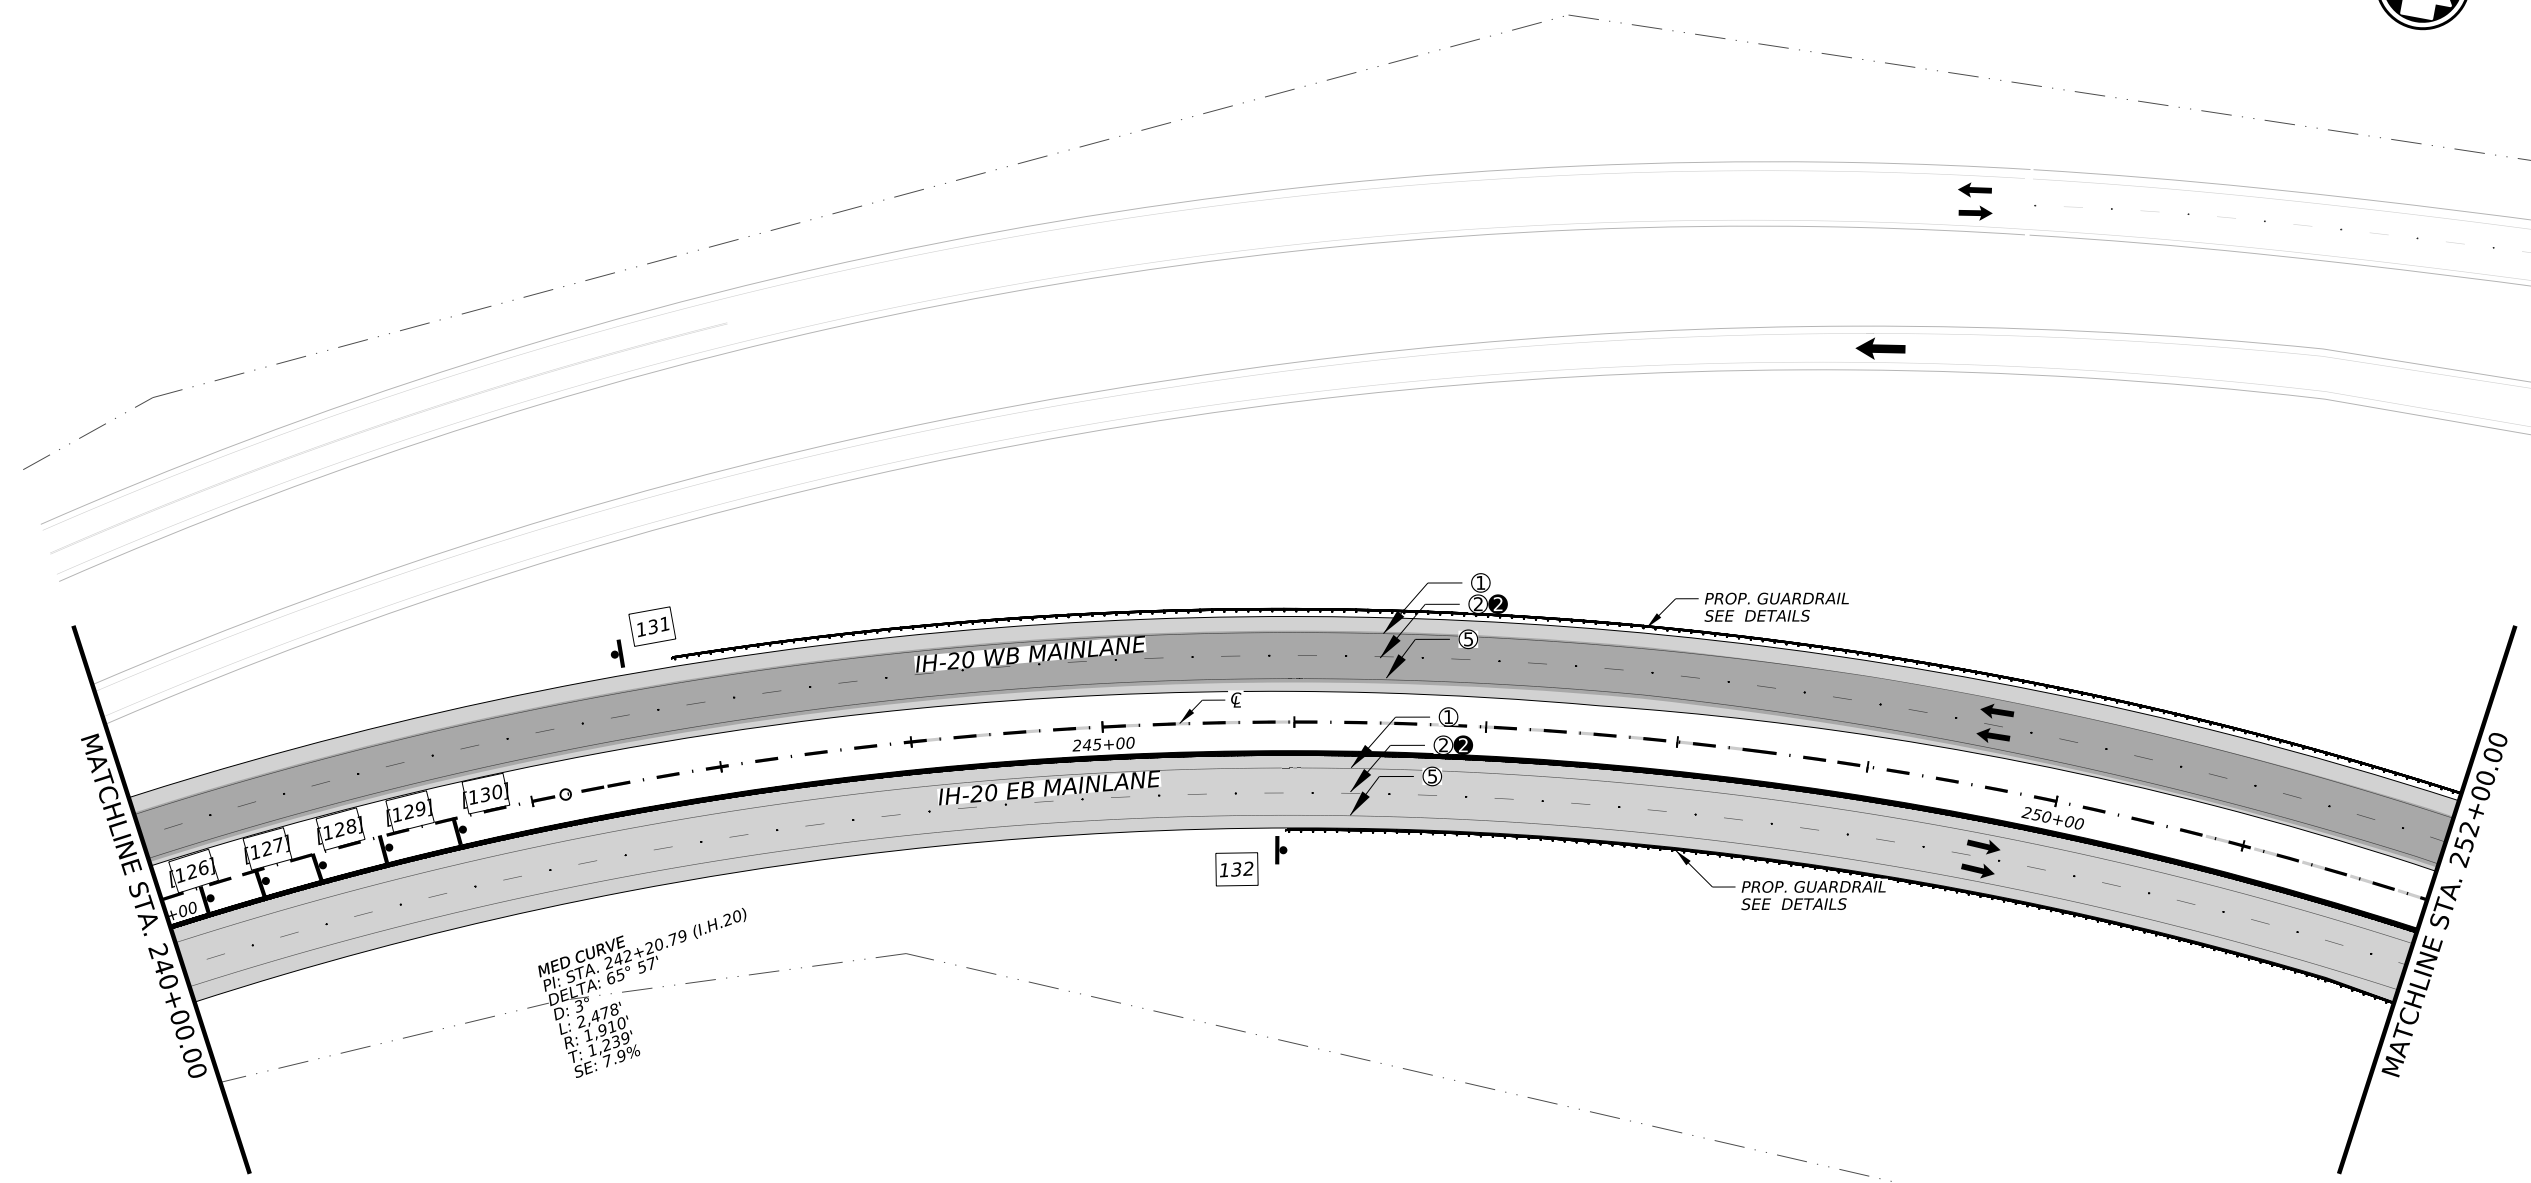 ①
②❷
⑤
PROP. GUARDRAIL
SEE DETAILS
131
IH-20 WB MAINLANE
℄
①
②❷
⑤
245+00
IH-20 EB MAINLANE
[130]
[129]
[128]
[127]
[126]
+00
250+00
132
PROP. GUARDRAIL
SEE DETAILS
MATCHLINE STA. 240+00.00
MATCHLINE STA. 252+00.00
MED CURVE
PI: STA. 242+20.79 (I.H.20)
DELTA: 65° 57'
D: 3°
L: 2,478'
R: 1,910'
T: 1,239'
SE: 7.9%